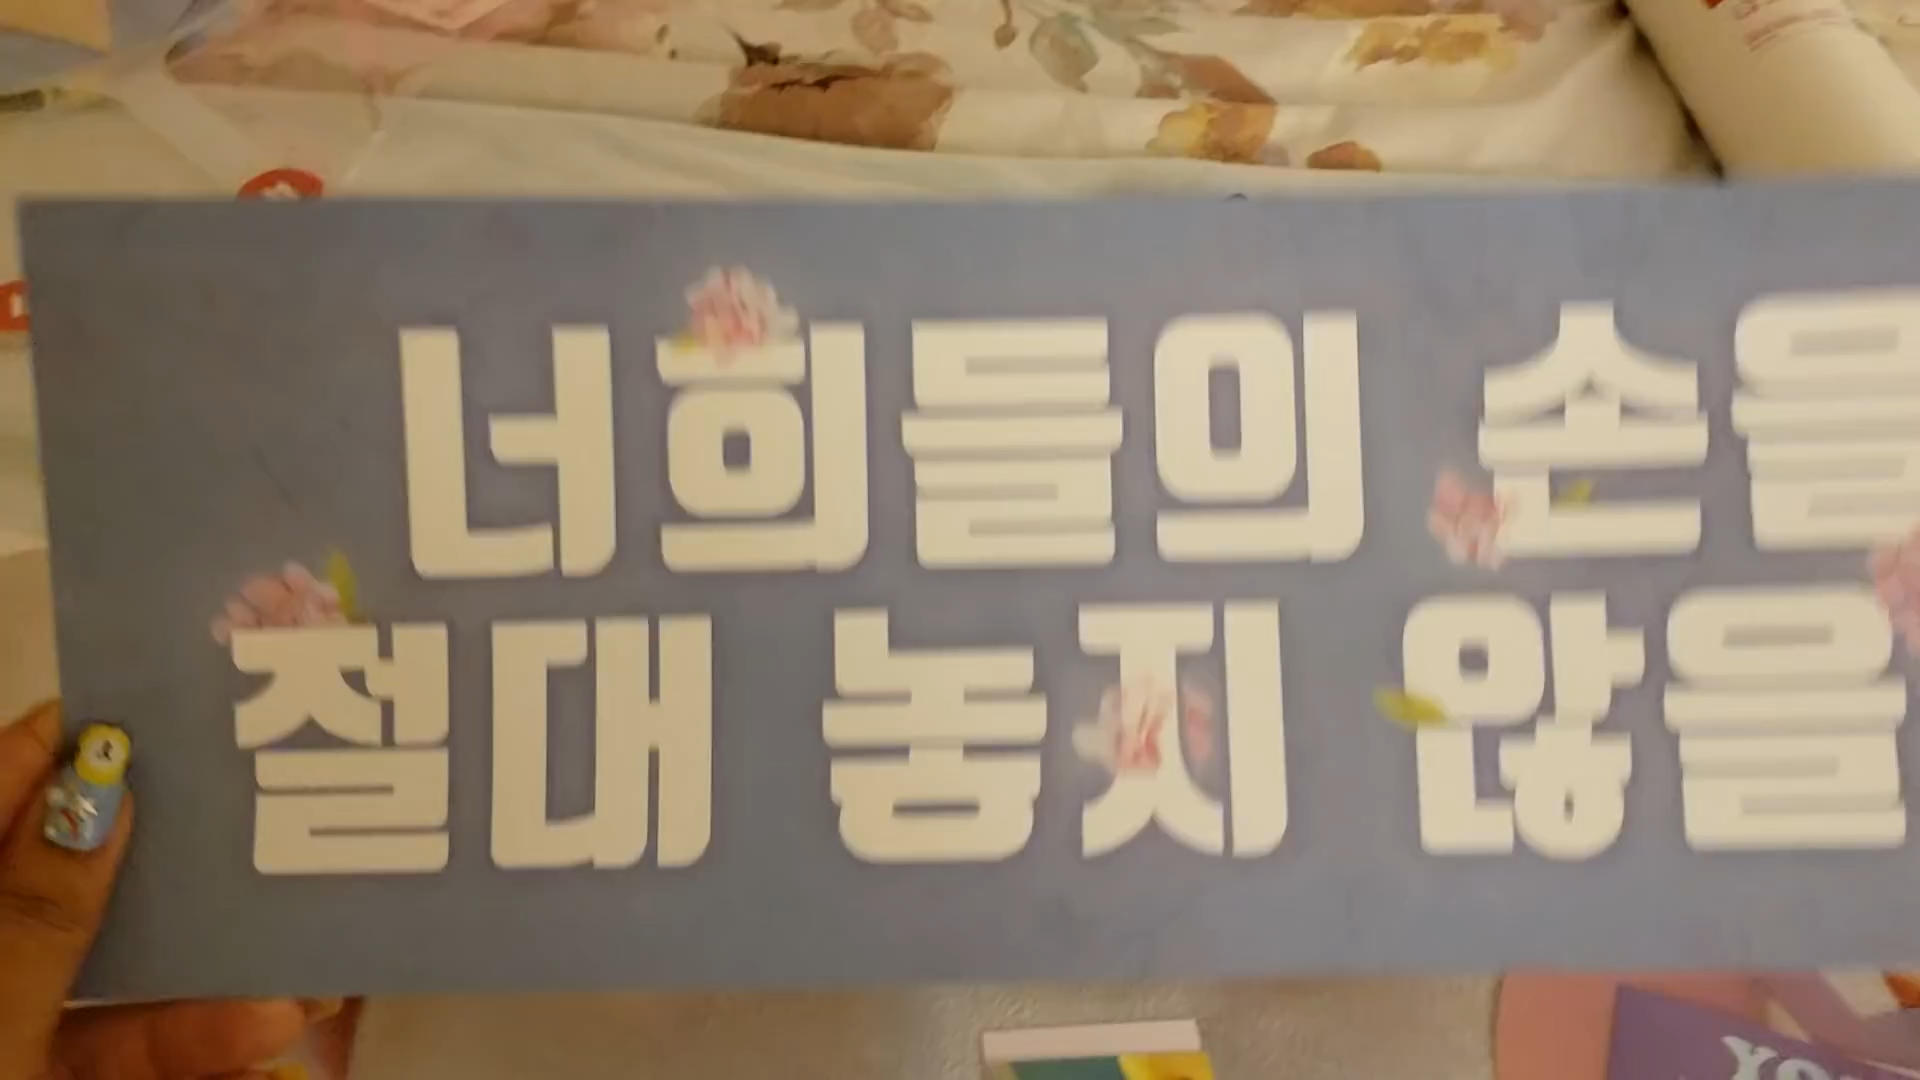 너희들의 손을
절대 놓지 않을